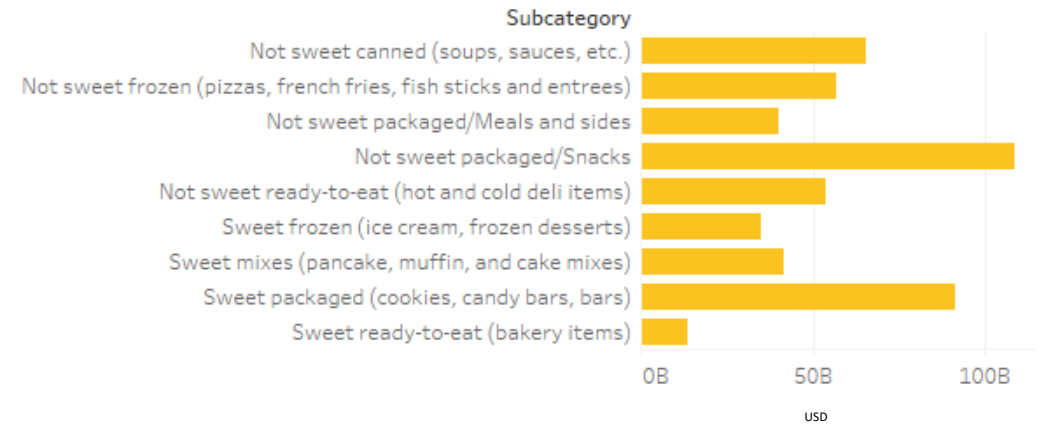 Subcategory
Not sweet canned (soups, sauces, etc.)
Not sweet frozen (pizzas, french fries, fish sticks and entrees)
Not sweet packaged/Meals and sides
Not sweet packaged/Snacks
Not sweet ready-to-eat (hot and cold deli items)
Sweet frozen (ice cream, frozen desserts)
Sweet mixes (pancake, muffin, and cake mixes)
Sweet packaged (cookies, candy bars, bars)
Sweet ready-to-eat (bakery items)
0B 50B 100B
USD